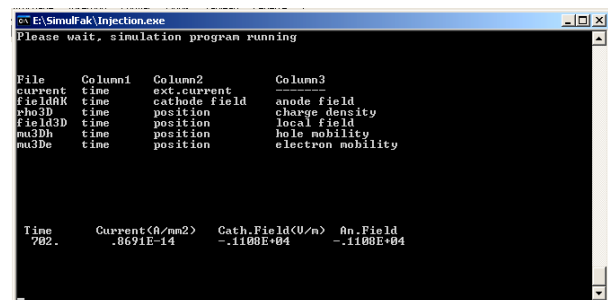 E:\SimulFak\Injection.exe
Please wait, simulation program running
File Column1 Column2 Column3
current time ext.current -------
fieldAK time cathode field anode field
rho3D time position charge density
field3D time position local field
mu3Dh time position hole mobility
mu3De time position electron mobility
Time Current(A/mm2) Cath.Field(V/m) An.Field
702. .8691E-14 -.1108E+04 -.1108E+04